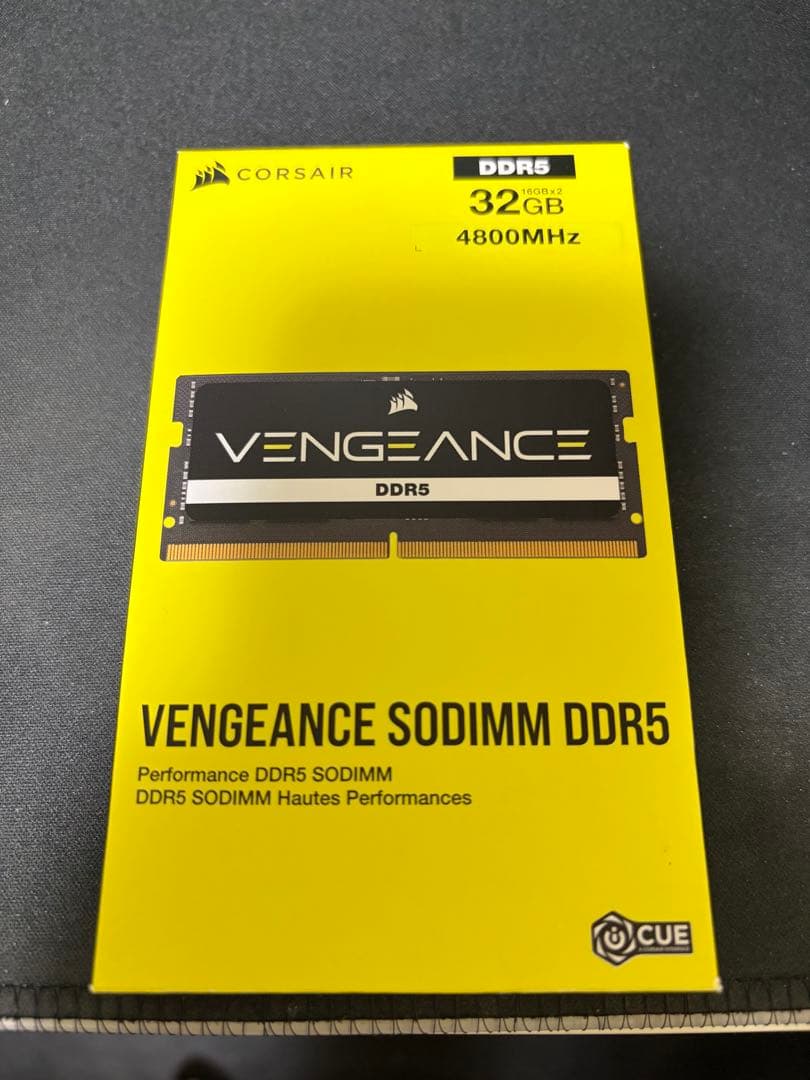 CORSAIR
DDR5
16GBx2
32GB
4800MHz
VENGEANCE
DDR5
VENGEANCE SODIMM DDR5
Performance DDR5 SODIMM
DDR5 SODIMM Hautes Performances
iCUE